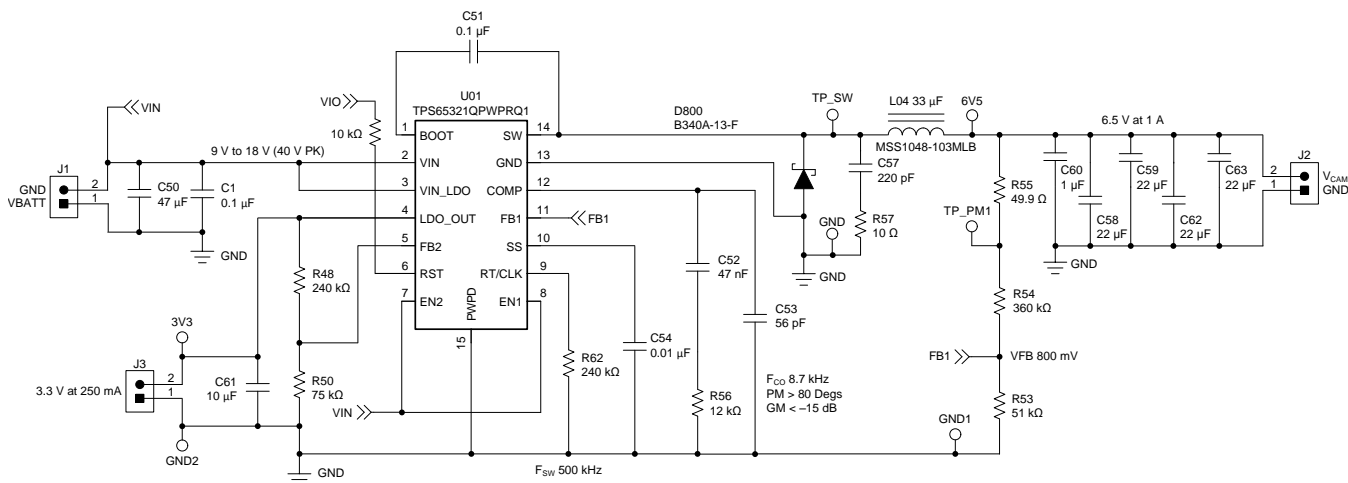 C51
0.1 µF
U01
TPS65321QPWPRQ1
VIN
VIO
10 kΩ
D800
B340A-13-F
TP_SW
L04 33 µF
MSS1048-103MLB
6V5
6.5 V at 1 A
J1
GND
VBATT
2
1
9 V to 18 V (40 V PK)
C50
47 µF
C1
0.1 µF
GND
1
BOOT
2
VIN
3
VIN_LDO
4
LDO_OUT
5
FB2
6
RST
7
EN2
SW
14
GND
13
COMP
12
FB1
11
FB1
SS
10
RT/CLK
9
EN1
8
PWPD
15
C57
220 pF
R57
10 Ω
GND
GND
R55
49.9 Ω
TP_PM1
R54
360 kΩ
FB1
VFB 800 mV
R53
51 kΩ
C60
1 µF
C58
22 µF
C59
22 µF
C62
22 µF
C63
22 µF
GND
J2
2
1
VCAM
GND
R48
240 kΩ
R50
75 kΩ
3V3
J3
3.3 V at 250 mA
2
1
C61
10 µF
GND2
VIN
R62
240 kΩ
C54
0.01 µF
C52
47 nF
R56
12 kΩ
C53
56 pF
FCO 8.7 kHz
PM > 80 Degs
GM < –15 dB
GND1
GND
FSW 500 kHz